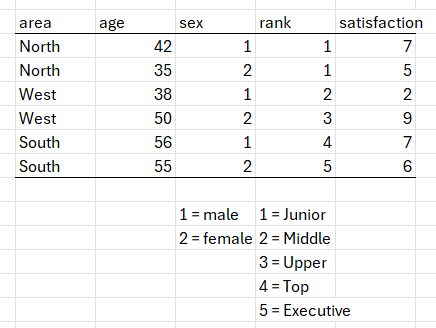 area age sex rank satisfaction
North 42 1 1 7
North 35 2 1 5
West 38 1 2 2
West 50 2 3 9
South 56 1 4 7
South 55 2 5 6
1 = male 1 = Junior
2 = female 2 = Middle
3 = Upper
4 = Top
5 = Executive